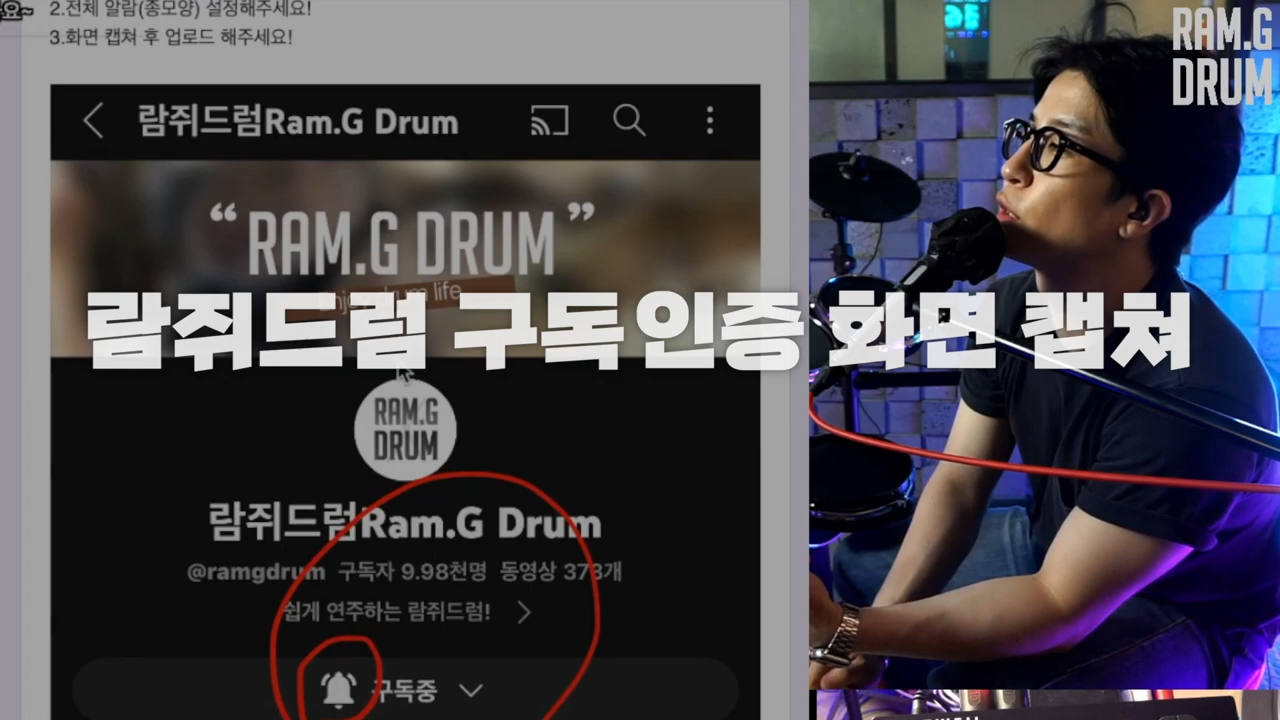 2.전체 알람(종모양) 설정해주세요!
3.화면 캡쳐 후 업로드 해주세요!
RAM.G
DRUM
람쥐드럼Ram.G Drum
“ RAM.G DRUM ”
Enjoy drum life
람쥐드럼 구독인증 화면 캡쳐
RAM.G
DRUM
람쥐드럼Ram.G Drum
@ramgdrum 구독자 9.98천명 동영상 373개
쉽게 연주하는 람쥐드럼!
구독중